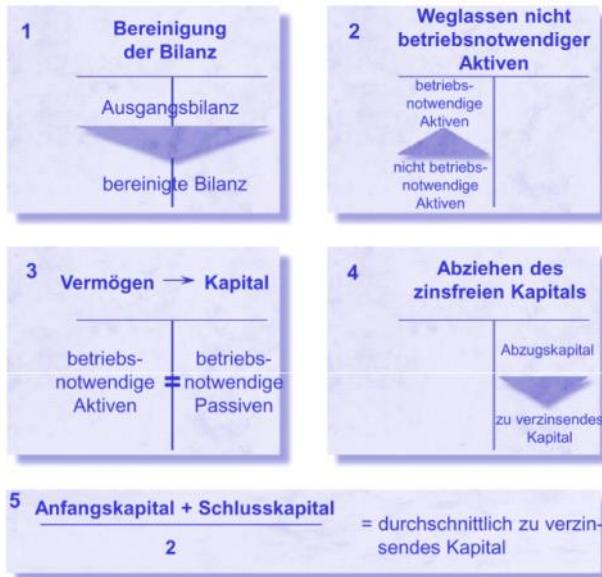 1
Bereinigung
der Bilanz
Ausgangsbilanz
bereinigte Bilanz
2
Weglassen nicht
betriebsnotwendiger
Aktiven
betriebs-
notwendige
Aktiven
nicht betriebs-
notwendige
Aktiven
3
Vermögen → Kapital
betriebs-
notwendige
Aktiven
=
betriebs-
notwendige
Passiven
4
Abziehen des
zinsfreien Kapitals
Abzugskapital
zu verzinsendes
Kapital
5
Anfangskapital + Schlusskapital
2
= durchschnittlich zu verzin-
sendes Kapital